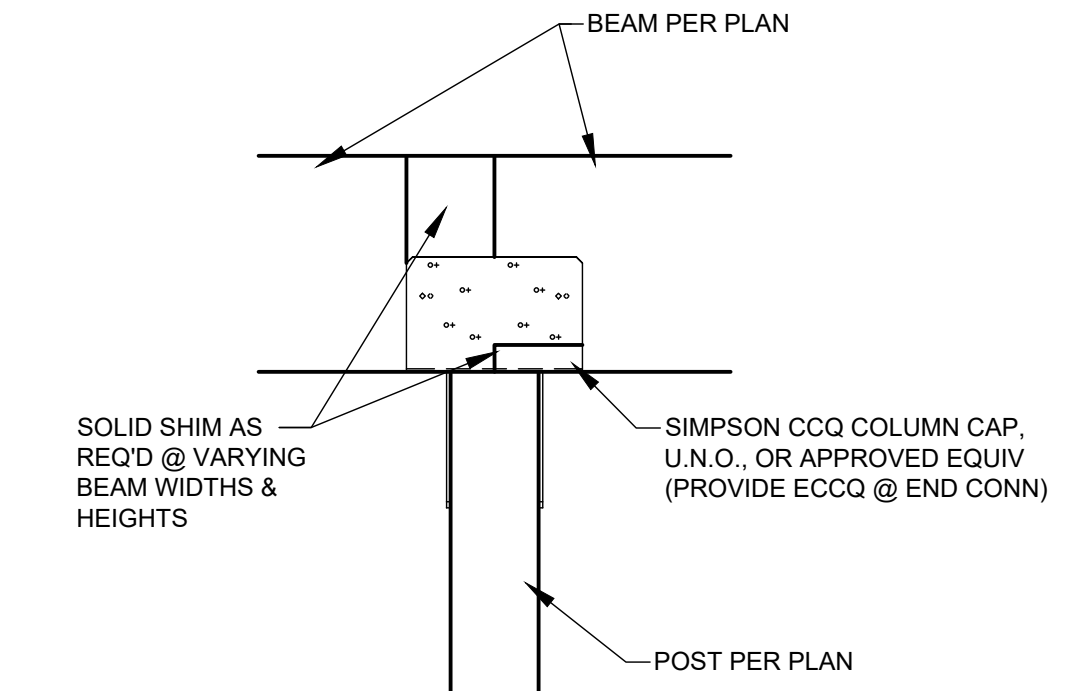 BEAM PER PLAN
SOLID SHIM AS
REQ'D @ VARYING
BEAM WIDTHS &
HEIGHTS
SIMPSON CCQ COLUMN CAP,
U.N.O., OR APPROVED EQUIV
(PROVIDE ECCQ @ END CONN)
POST PER PLAN